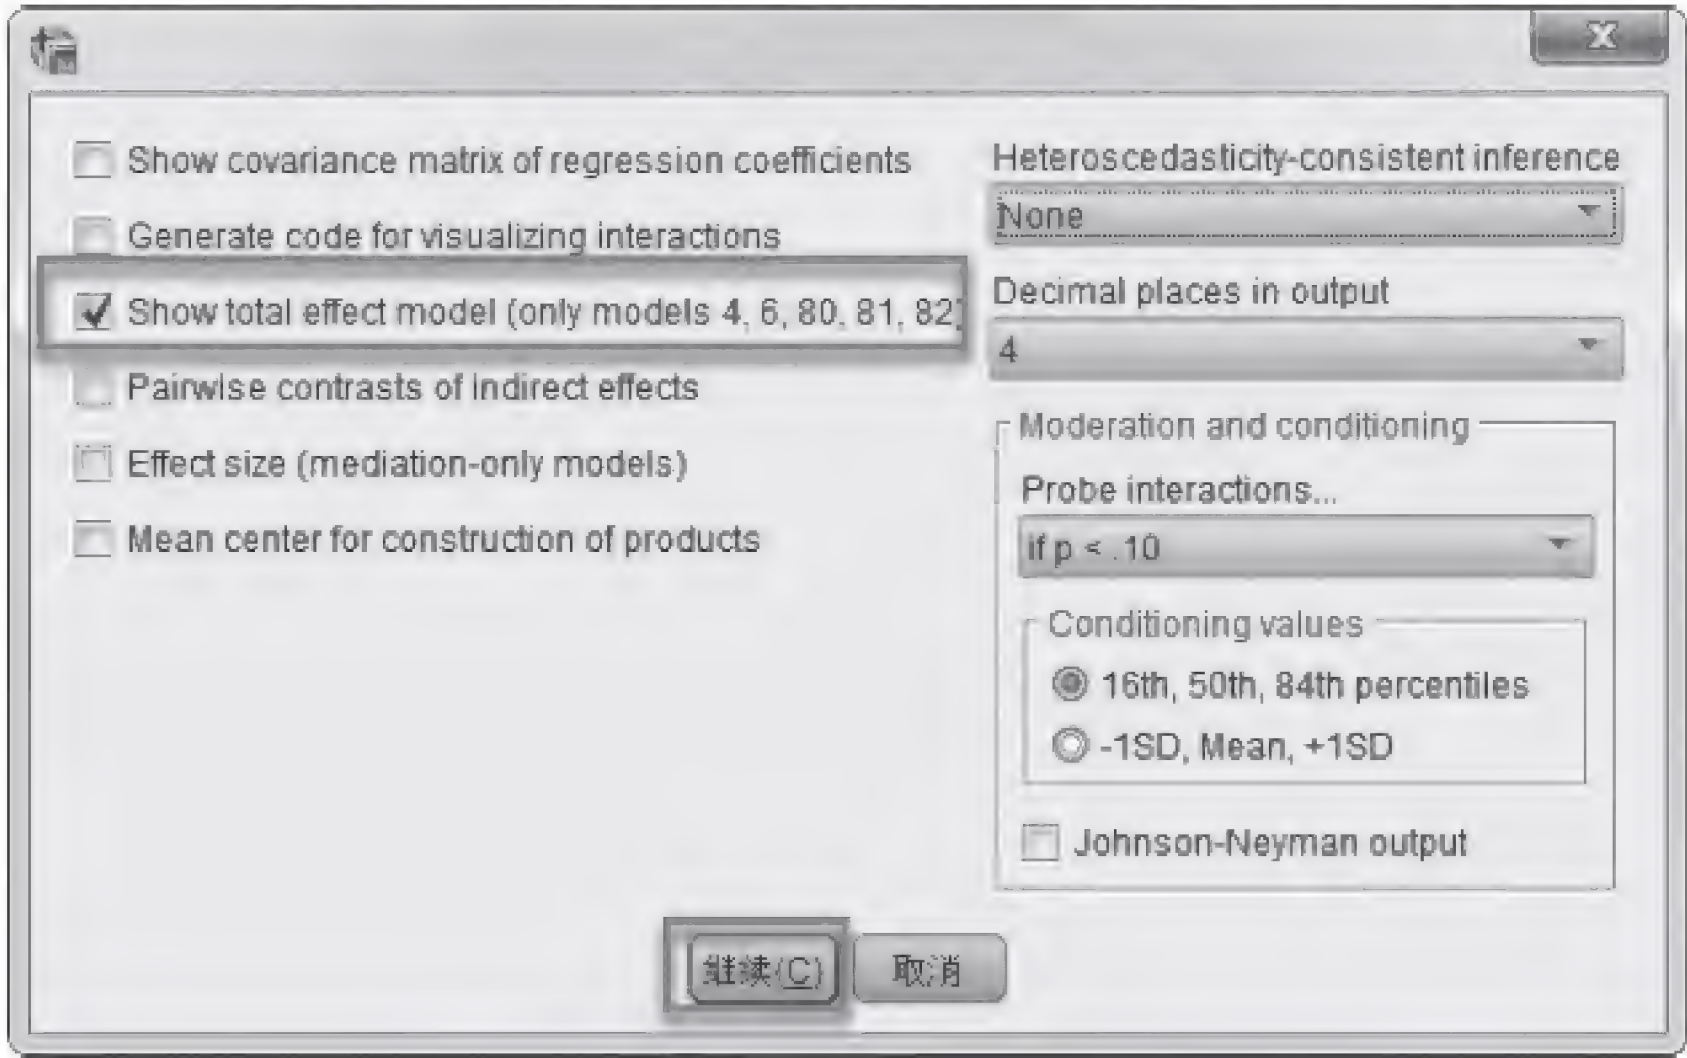 Show covariance matrix of regression coefficients
Generate code for visualizing interactions
Show total effect model (only models 4, 6, 80, 81, 82)
Pairwise contrasts of indirect effects
Effect size (mediation-only models)
Mean center for construction of products
Heteroscedasticity-consistent inference
None
Decimal places in output
4
Moderation and conditioning
Probe interactions...
if p < .10
Conditioning values
16th, 50th, 84th percentiles
-1SD, Mean, +1SD
Johnson-Neyman output
继续(C)
取消